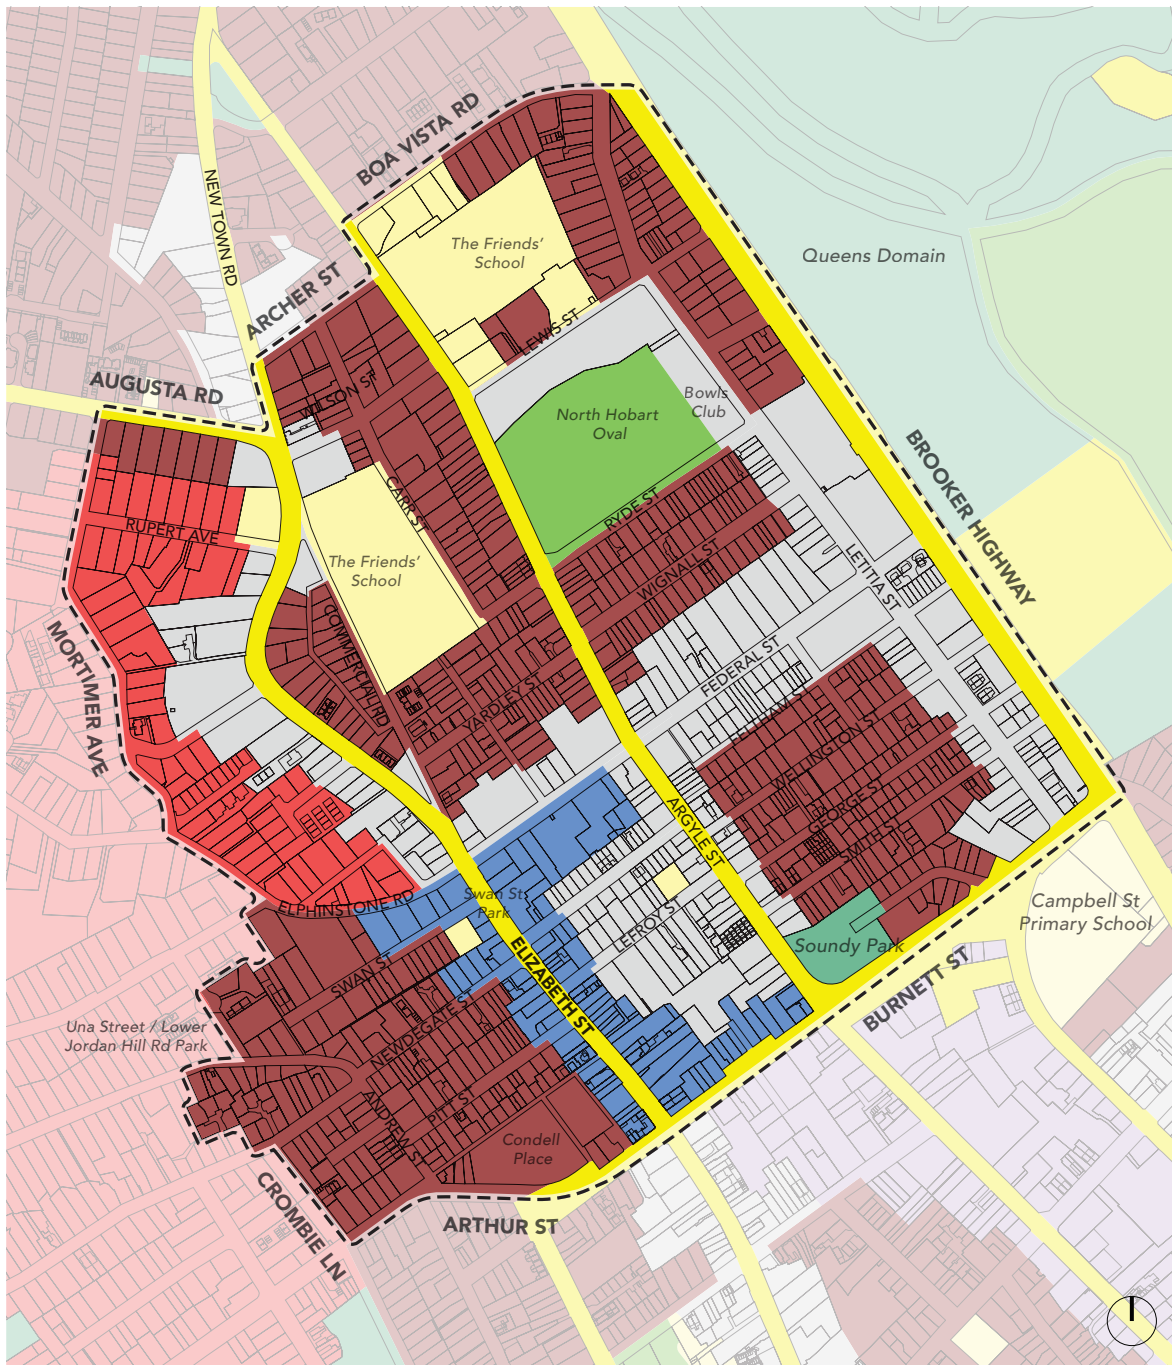 BOA VISTA RD
NEW TOWN RD
The Friends'
School
Queens Domain
ARCHER ST
LEWIS ST
AUGUSTA RD
WILSON ST
Bowls
Club
North Hobart
Oval
BROOKER HIGHWAY
CARR ST
RYDE ST
RUPERT AVE
WIGNALL ST
LETITIA ST
The Friends'
School
COMMERCIAL RD
MORTIMER AVE
FEDERAL ST
YARDLEY ST
FELTHAM ST
WELLINGTON ST
GEORGE ST
ARGYLE ST
SMITH ST
ELPHINSTONE RD
Swan St
Park
LEFROY ST
Campbell St
Primary School
Soundy Park
ELIZABETH ST
SWAN ST
BURNETT ST
NEWDEGATE ST
Una Street / Lower
Jordan Hill Rd Park
PITT ST
ANDREW ST
Condell
Place
CROMBIE LN
ARTHUR ST